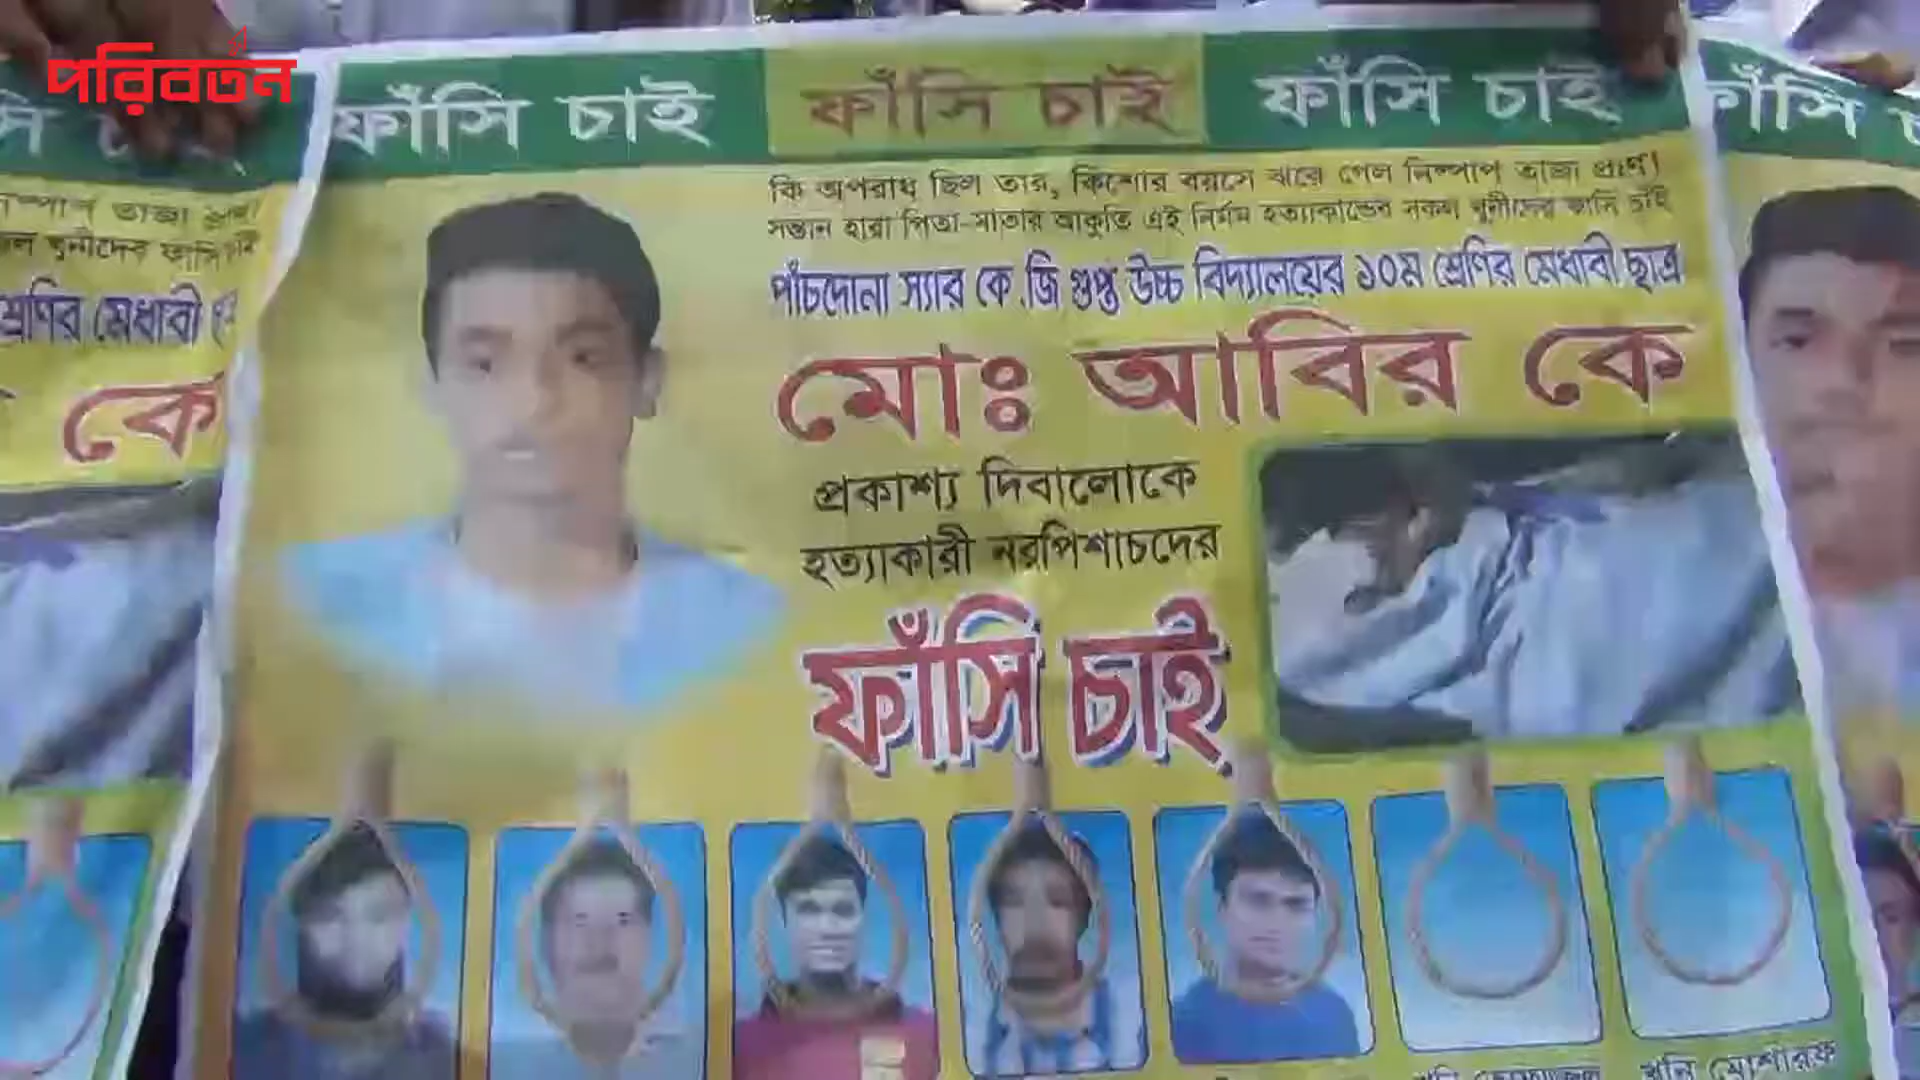 পরিবর্তন
ফাঁসি চাই ফাঁসি চাই ফাঁসি চাই
কি অপরাধ ছিল তার, কিশোর বয়সে ঝরে গেল নিষ্পাপ তাজা প্রাণ!
সন্তান হারা পিতা-মাতার আকুতি এই নির্মম হত্যাকান্ডের সকল খুনীদের ফাঁসি চাই
পাঁচদোনা স্যার কে.জি গুপ্ত উচ্চ বিদ্যালয়ের ১০ম শ্রেণির মেধাবী ছাত্র
মোঃ আবির কে
প্রকাশ্য দিবালোকে
হত্যাকারী নরপিশাচদের
ফাঁসি চাই
খুনি মোশারফ